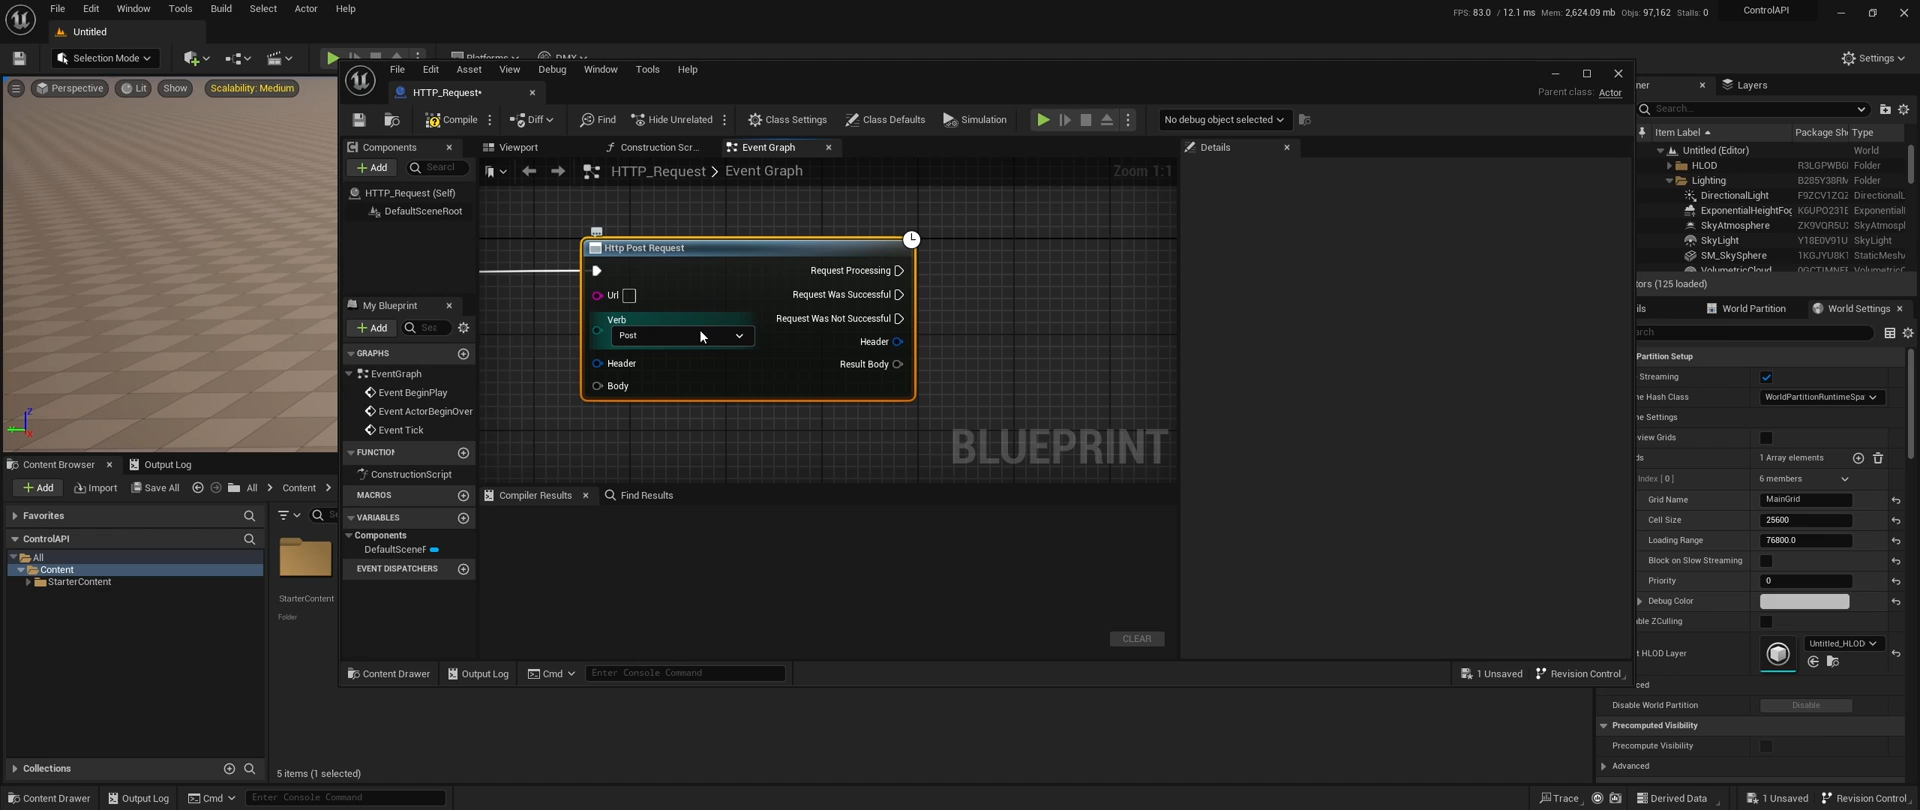 File Edit Window Tools Build Select Actor Help
FPS: 83.0 / 12.1 ms Mem: 2,624.09 mb Objs: 97,162 Stalls: 0
ControlAPI
Untitled
Selection Mode
Platforms
DMX
Settings
Perspective
Lit
Show
Scalability: Medium
File Edit Asset View Debug Window Tools Help
HTTP_Request*
Parent class: Actor
Compile
Diff
Find
Hide Unrelated
Class Settings
Class Defaults
Simulation
No debug object selected
Components
Add
Searcl
HTTP_Request (Self)
DefaultSceneRoot
Viewport
Construction Scr...
Event Graph
HTTP_Request > Event Graph
Zoom 1:1
Http Post Request
Request Processing
Url
Request Was Successful
Verb
Post
Request Was Not Successful
Header
Header
Result Body
Body
BLUEPRINT
My Blueprint
Add
GRAPHS
EventGraph
Event BeginPlay
Event ActorBeginOver
Event Tick
FUNCTION
ConstructionScript
MACROS
VARIABLES
Components
DefaultSceneF
EVENT DISPATCHERS
Compiler Results
Find Results
CLEAR
Content Drawer
Output Log
Cmd
Enter Console Command
1 Unsaved
Revision Control
Details
ner
Layers
Search...
Item Label
Package Sh
Type
Untitled (Editor) World
HLOD R3LGPWB6I Folder
Lighting B285Y38RN Folder
DirectionalLight F9ZCV1ZQZ DirectionalL
ExponentialHeightFog K6UPO231E Exponential
SkyAtmosphere ZK9VQR5U SkyAtmospl
SkyLight Y18E0V91U SkyLight
SM_SkySphere 1KGJYU8K1 StaticMesh
VolumetricCloud
tors (125 loaded)
ils
World Partition
World Settings
arch
Partition Setup
Streaming
ne Hash Class
WorldPartitionRuntimeSpa
me Settings
view Grids
ds
1 Array elements
Index [ 0 ]
6 members
Grid Name
MainGrid
Cell Size
25600
Loading Range
76800.0
Block on Slow Streaming
Priority
0
Debug Color
ble ZCulling
t HLOD Layer
Untitled_HLOD
ced
Disable World Partition
Disable
Precomputed Visibility
Precompute Visibility
Advanced
Content Browser
Output Log
Add
Import
Save All
All
Content
Favorites
ControlAPI
All
Content
StarterContent
StarterContent
Folder
Collections
5 items (1 selected)
Content Drawer
Output Log
Cmd
Enter Console Command
Trace
Derived Data
1 Unsaved
Revision Control